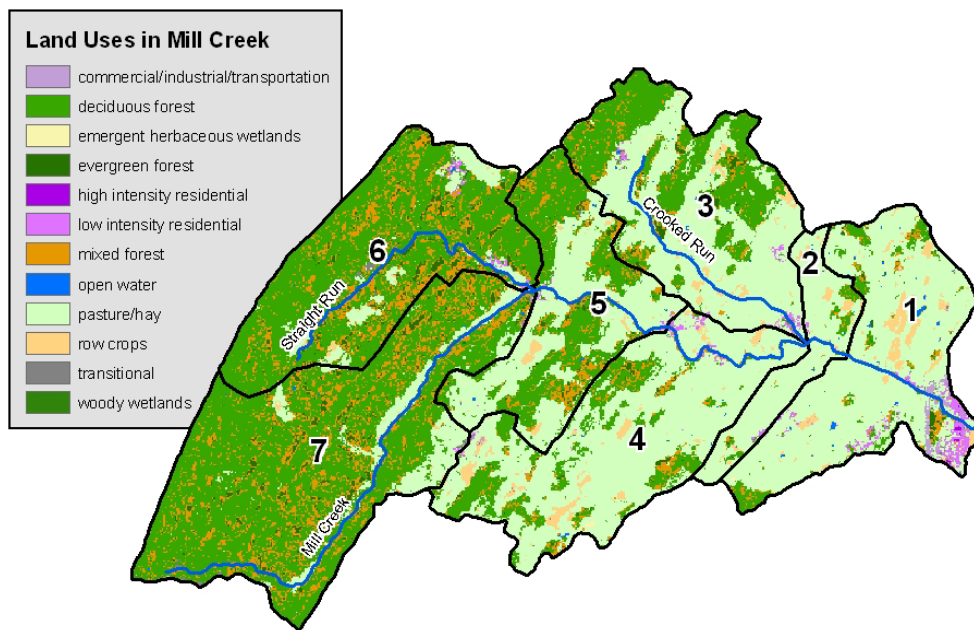 Land Uses in Mill Creek
commercial/industrial/transportation
deciduous forest
emergent herbaceous wetlands
evergreen forest
high intensity residential
low intensity residential
mixed forest
open water
pasture/hay
row crops
transitional
woody wetlands
3
Crooked Run
2
6
1
5
Straight Run
4
7
Mill Creek